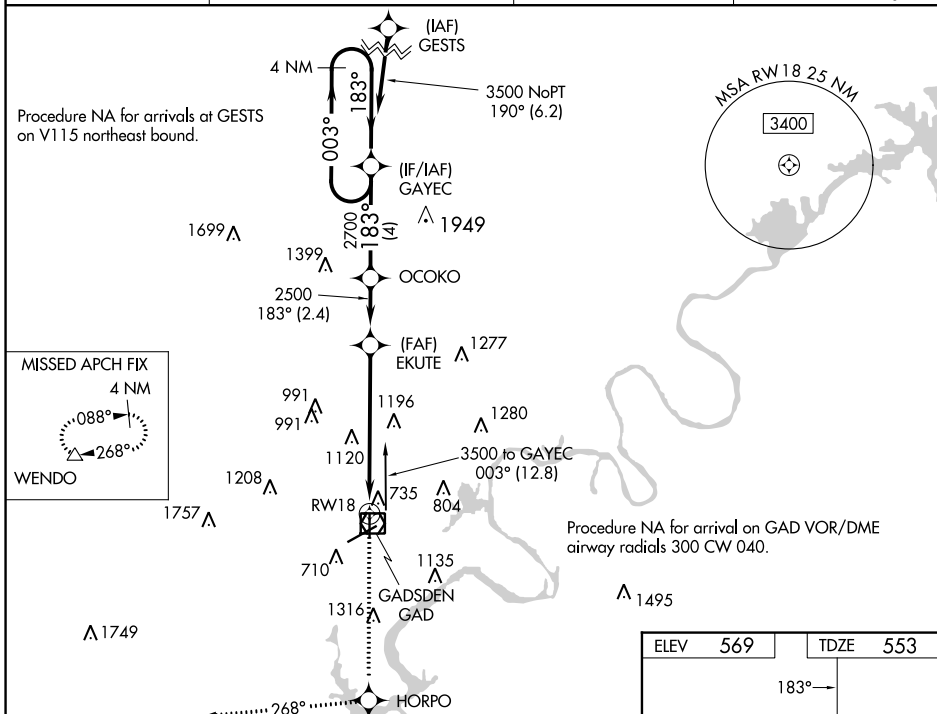 (IAF)
GESTS
4 NM
183°
003°
3500 NoPT
190° (6.2)
Procedure NA for arrivals at GESTS
on V115 northeast bound.
MSA RW18 25 NM
3400
(IF/IAF)
GAYEC
2700
183°
(4)
1949
1699
1399
OCOKO
2500
183° (2.4)
(FAF)
EKUTE
1277
MISSED APCH FIX
4 NM
088°
268°
WENDO
991
991
1196
1280
1120
3500 to GAYEC
003° (12.8)
1208
735
804
RW18
1757
Procedure NA for arrival on GAD VOR/DME
airway radials 300 CW 040.
710
1135
GADSDEN
GAD
1495
1316
1749
ELEV 569
TDZE 553
183°
HORPO
268°